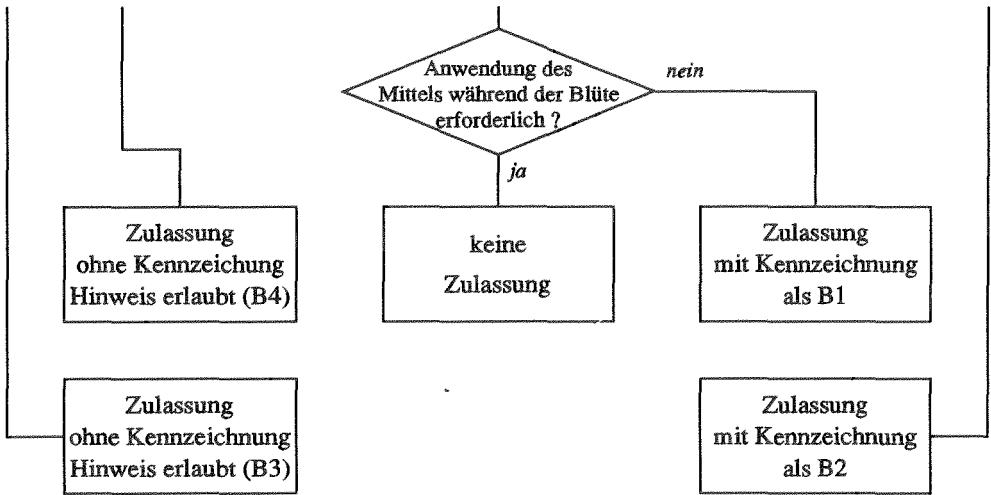 Anwendung des
Mittels während der Blüte
erforderlich ?
nein
ja
Zulassung
ohne Kennzeichung
Hinweis erlaubt (B4)
keine
Zulassung
Zulassung
mit Kennzeichnung
als B1
Zulassung
ohne Kennzeichnung
Hinweis erlaubt (B3)
Zulassung
mit Kennzeichnung
als B2